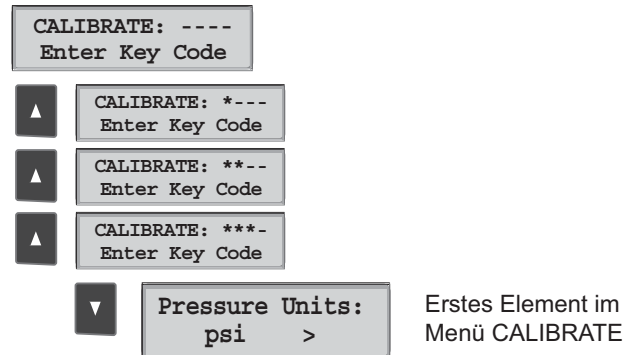 CALIBRATE: ----
Enter Key Code
CALIBRATE: *---
Enter Key Code
CALIBRATE: **--
Enter Key Code
CALIBRATE: ***-
Enter Key Code
Pressure Units:
psi >
Erstes Element im
Menü CALIBRATE